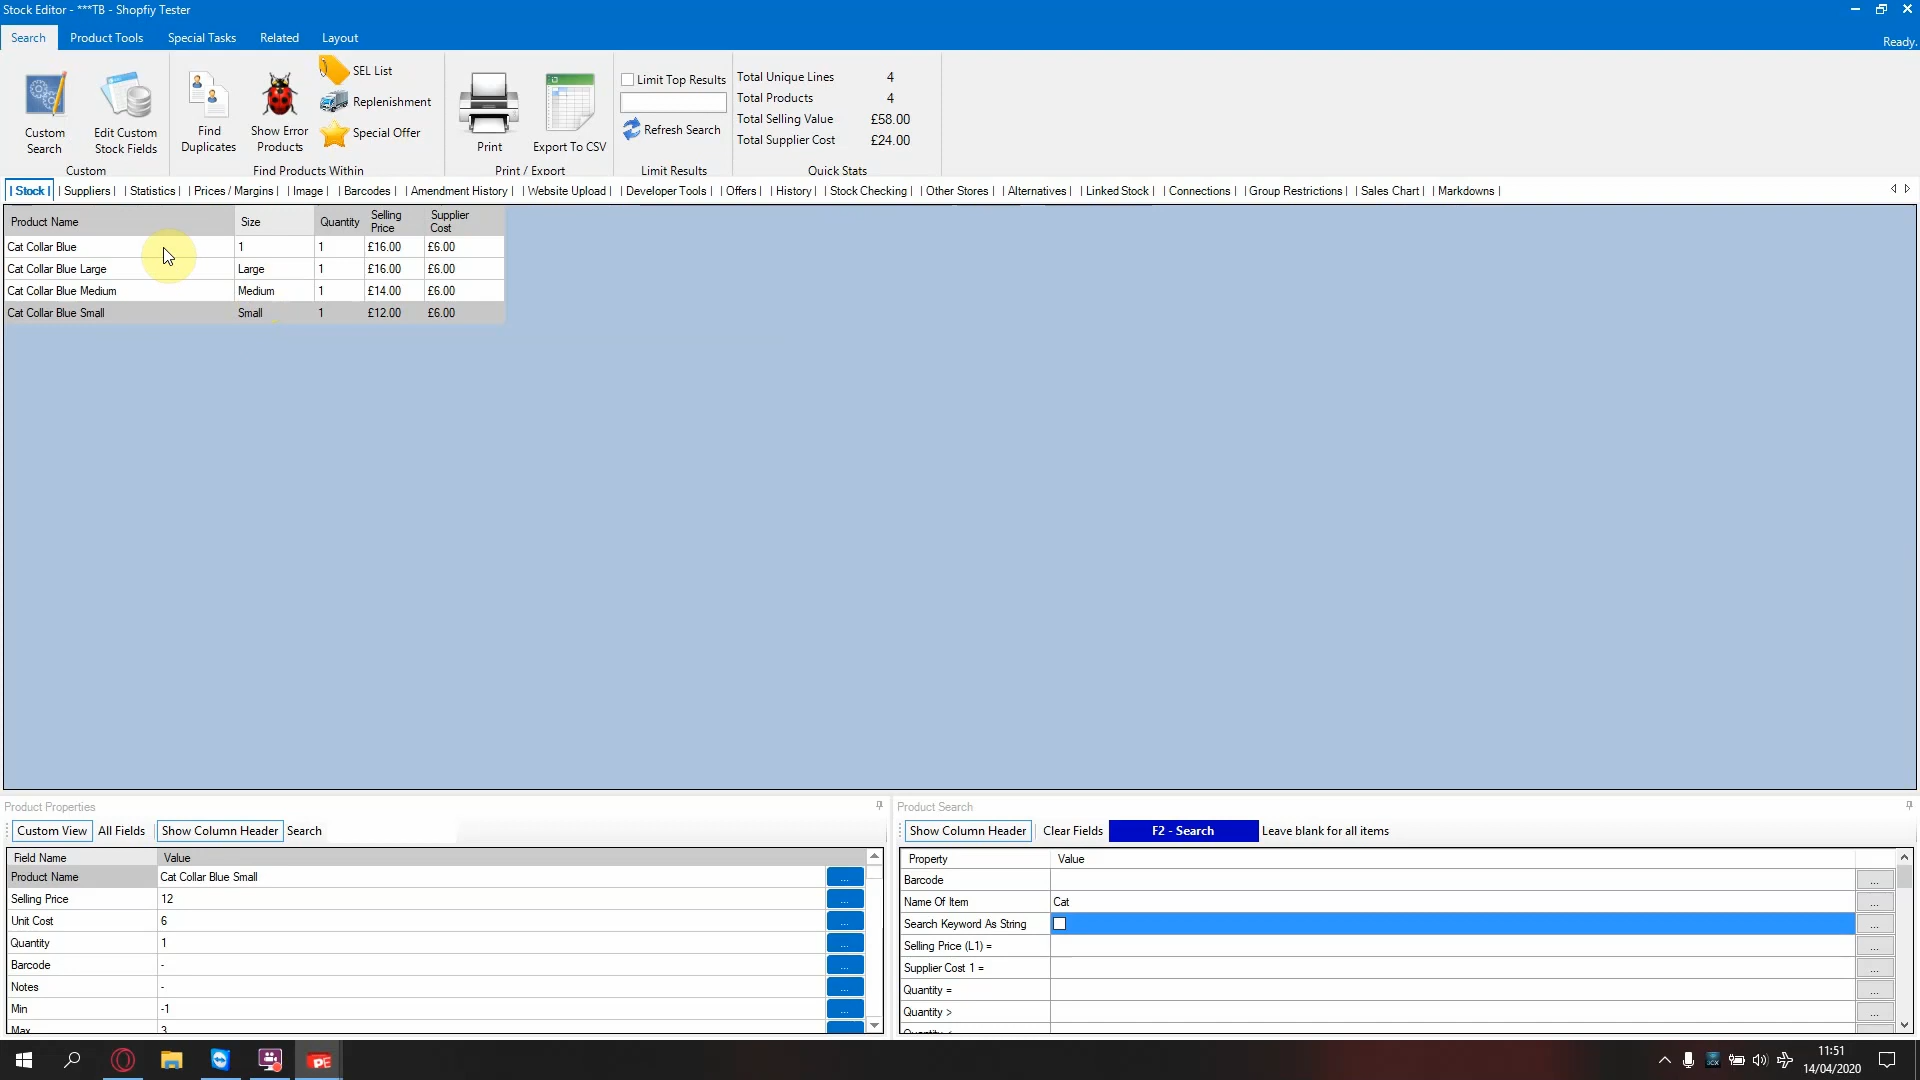 Stock Editor - ***TB - Shopfiy Tester
Search Product Tools Special Tasks Related Layout
Ready.
Custom Search
Edit Custom Stock Fields
Custom
Find Duplicates
Show Error Products
SEL List
Replenishment
Special Offer
Find Products Within
Print
Export To CSV
Print / Export
Limit Top Results
Refresh Search
Limit Results
Total Unique Lines 4
Total Products 4
Total Selling Value £58.00
Total Supplier Cost £24.00
Quick Stats
| Stock | | Suppliers | | Statistics | | Prices / Margins | | Image | | Barcodes | | Amendment History | | Website Upload | | Developer Tools | | Offers | | History | | Stock Checking | | Other Stores | | Alternatives | | Linked Stock | | Connections | | Group Restrictions | | Sales Chart | | Markdowns |
Product Name Size Quantity Selling Price Supplier Cost
Cat Collar Blue 1 1 £16.00 £6.00
Cat Collar Blue Large Large 1 £16.00 £6.00
Cat Collar Blue Medium Medium 1 £14.00 £6.00
Cat Collar Blue Small Small 1 £12.00 £6.00
Product Properties
Custom View All Fields Show Column Header Search
Field Name Value
Product Name Cat Collar Blue Small ...
Selling Price 12 ...
Unit Cost 6 ...
Quantity 1 ...
Barcode - ...
Notes - ...
Min -1 ...
Max 3
Product Search
Show Column Header Clear Fields F2 - Search Leave blank for all items
Property Value
Barcode ...
Name Of Item Cat ...
Search Keyword As String ...
Selling Price (L1) = ...
Supplier Cost 1 = ...
Quantity = ...
Quantity > ...
Quantity <
PE
3CX
11:51
14/04/2020